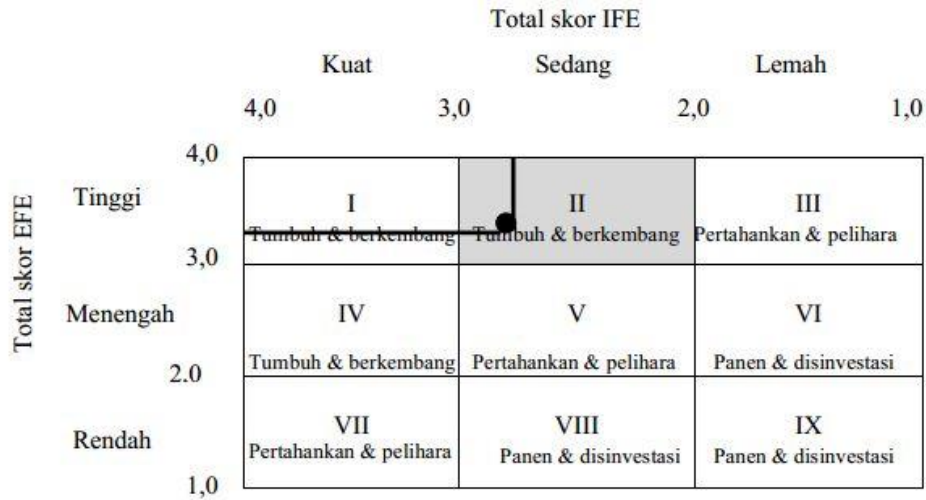 Total skor IFE
Kuat Sedang Lemah
4,0 3,0 2,0 1,0
Total skor EFE
4,0
Tinggi I II III
Tumbuh & berkembang Tumbuh & berkembang Pertahankan & pelihara
3,0
Menengah IV V VI
Tumbuh & berkembang Pertahankan & pelihara Panen & disinvestasi
2.0
Rendah VII VIII IX
Pertahankan & pelihara Panen & disinvestasi Panen & disinvestasi
1,0